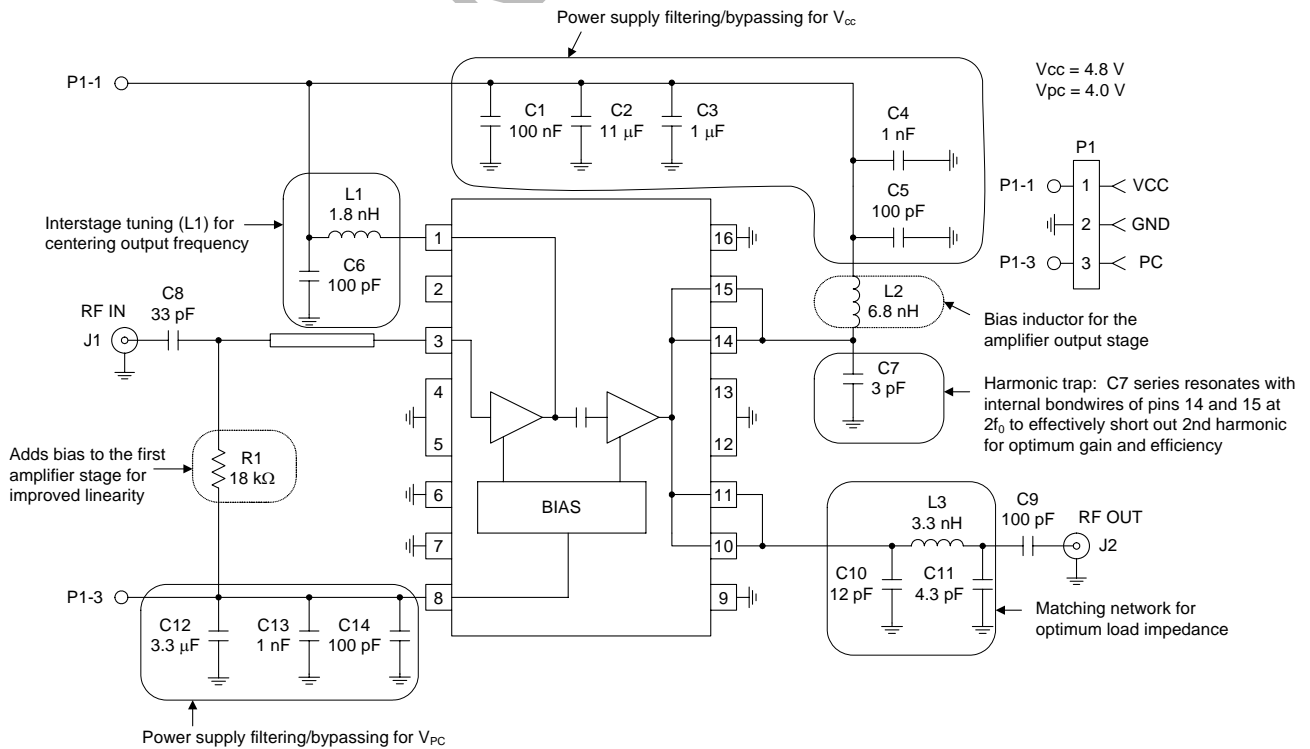 Power supply filtering/bypassing for Vcc
P1-1
C1
100 nF
C2
11 μF
C3
1 μF
C4
1 nF
C5
100 pF
Vcc = 4.8 V
Vpc = 4.0 V
P1
P1-1
1
VCC
2
GND
P1-3
3
PC
Interstage tuning (L1) for
centering output frequency
L1
1.8 nH
C6
100 pF
1
2
3
4
5
6
7
8
16
15
14
13
12
11
10
9
L2
6.8 nH
Bias inductor for the
amplifier output stage
C8
33 pF
RF IN
J1
C7
3 pF
Harmonic trap: C7 series resonates with
internal bondwires of pins 14 and 15 at
2f0 to effectively short out 2nd harmonic
for optimum gain and efficiency
Adds bias to the first
amplifier stage for
improved linearity
R1
18 kΩ
BIAS
L3
3.3 nH
C9
100 pF
RF OUT
J2
C10
12 pF
C11
4.3 pF
Matching network for
optimum load impedance
P1-3
C12
3.3 μF
C13
1 nF
C14
100 pF
Power supply filtering/bypassing for VPC